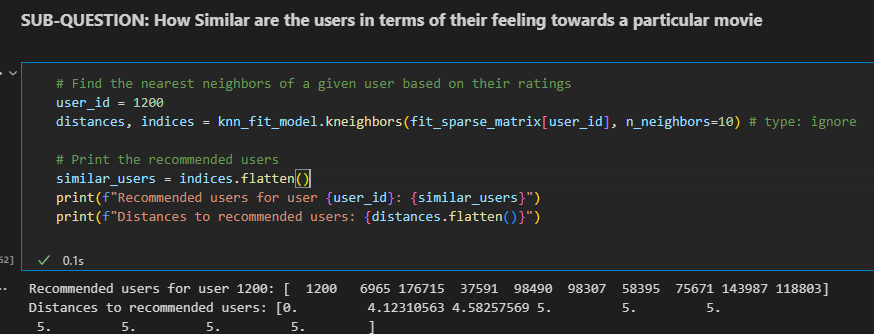 SUB-QUESTION: How Similar are the users in terms of their feeling towards a particular movie
# Find the nearest neighbors of a given user based on their ratings
user_id = 1200
distances, indices = knn_fit_model.kneighbors(fit_sparse_matrix[user_id], n_neighbors=10) # type: ignore
# Print the recommended users
similar_users = indices.flatten()
print(f"Recommended users for user {user_id}: {similar_users}")
print(f"Distances to recommended users: {distances.flatten()}")
52] ✓ 0.1s
Recommended users for user 1200: [  1200   6965 176715  37591  98490  98307  58395  75671 143987 118803]
Distances to recommended users: [0.         4.12310563 4.58257569 5.         5.         5.
 5.         5.         5.         5.        ]